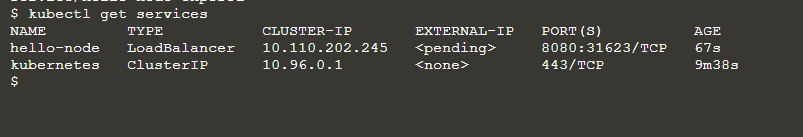 $ kubectl get services
NAME TYPE CLUSTER-IP EXTERNAL-IP PORT(S) AGE
hello-node LoadBalancer 10.110.202.245 <pending> 8080:31623/TCP 67s
kubernetes ClusterIP 10.96.0.1 <none> 443/TCP 9m38s
$